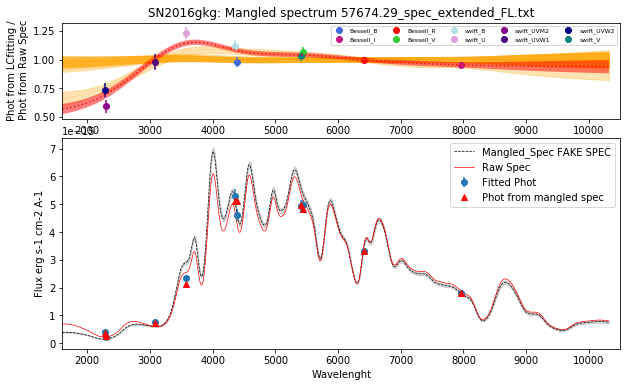 SN2016gkg: Mangled spectrum 57674.29_spec_extended_FL.txt
Phot from LCfitting /
Phot from Raw Spec
1.25
1.00
0.75
0.50
Bessell_B
Bessell_R
swift_B
swift_UVM2
swift_UVW2
Bessell_I
Bessell_V
swift_U
swift_UVW1
swift_V
2000 3000 4000 5000 6000 7000 8000 9000 10000
1e−15
Flux erg s-1 cm-2 A-1
7
6
5
4
3
2
1
0
Mangled_Spec FAKE SPEC
Raw Spec
Fitted Phot
Phot from mangled spec
2000 3000 4000 5000 6000 7000 8000 9000 10000
Wavelenght